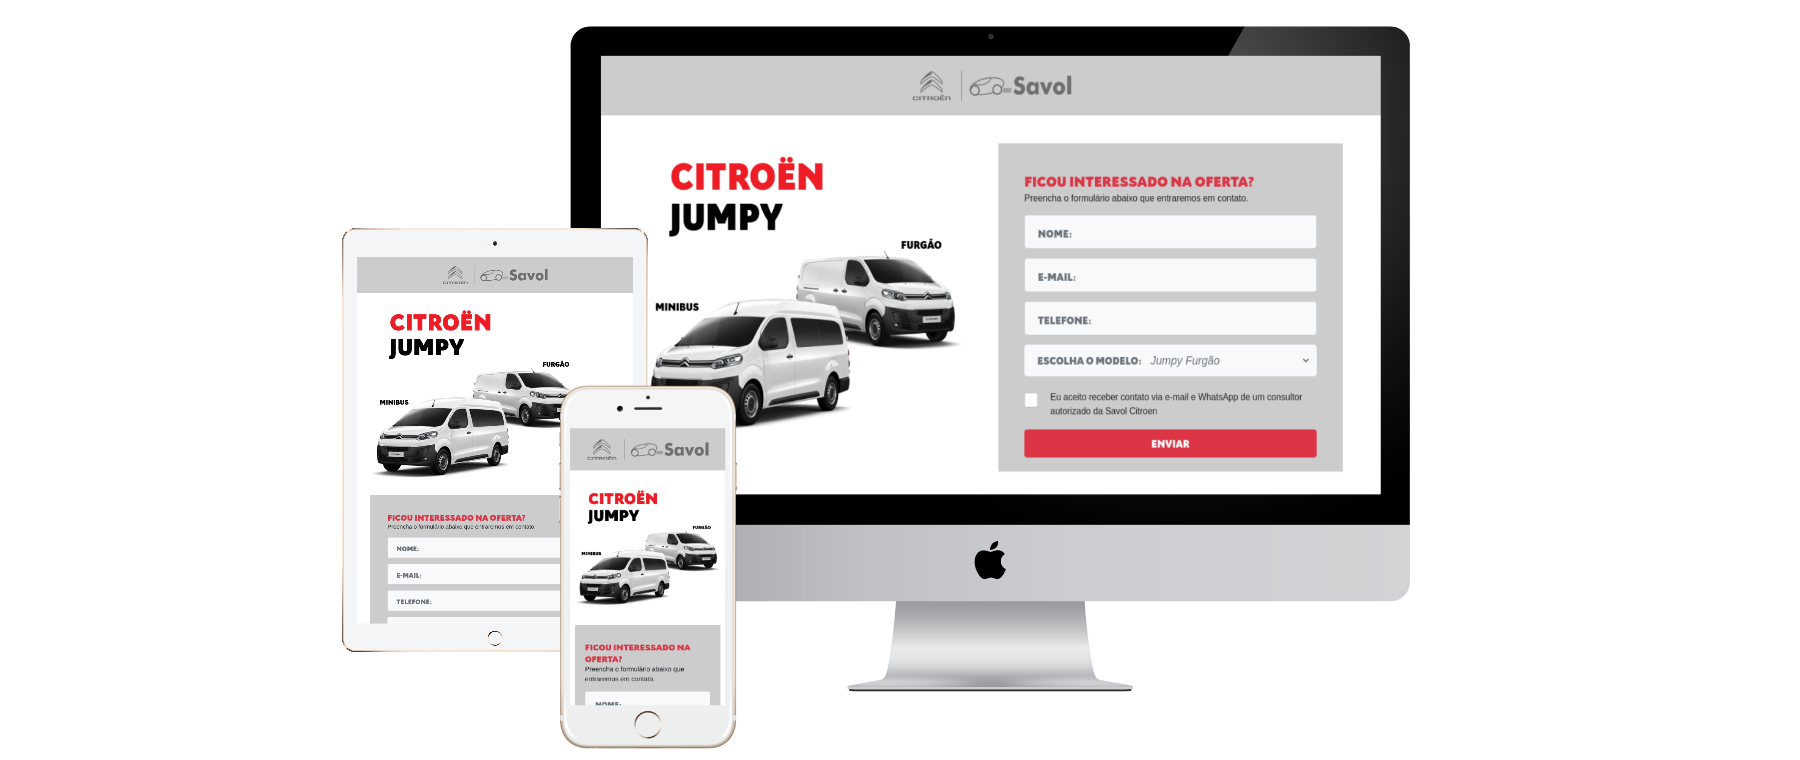 CITROËN
Savol
CITROËN
JUMPY
FURGÃO
MINIBUS
FICOU INTERESSADO NA OFERTA?
Preencha o formulário abaixo que entraremos em contato.
NOME:
E-MAIL:
TELEFONE:
ESCOLHA O MODELO: Jumpy Furgão
Eu aceito receber contato via e-mail e WhatsApp de um consultor
autorizado da Savol Citroen
ENVIAR
CITROËN
Savol
CITROËN
JUMPY
FURGÃO
MINIBUS
FICOU INTERESSADO NA OFERTA?
Preencha o formulário abaixo que entraremos em contato.
NOME:
E-MAIL:
TELEFONE:
CITROËN
Savol
CITROËN
JUMPY
FURGÃO
MINIBUS
FICOU INTERESSADO NA
OFERTA?
Preencha o formulário abaixo que
entraremos em contato.
NOME: